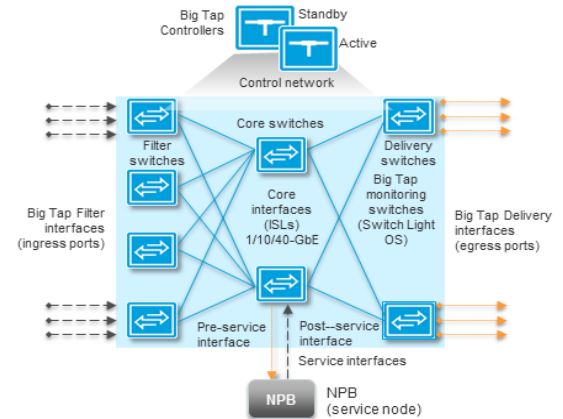 Big Tap
Controllers
Standby
Active
Control network
Core switches
Filter
switches
Delivery
switches
Big Tap
monitoring
switches
(Switch Light
OS)
Core
interfaces
(ISLs)
1/10/40-GbE
Big Tap Filter
interfaces
(ingress ports)
Big Tap Delivery
interfaces
(egress ports)
Pre-service
interface
Post--service
interface
Service interfaces
NPB
NPB
(service node)